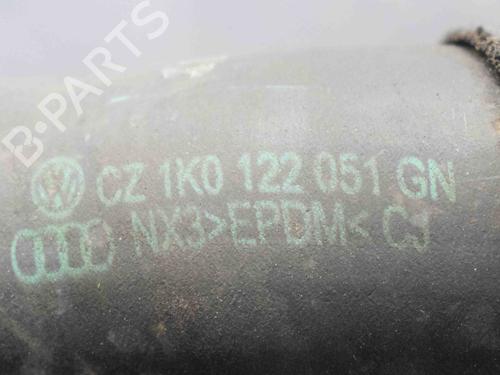 B-PARTS
CZ 1K0 122 051 GN
NX3>EPDM< CJ